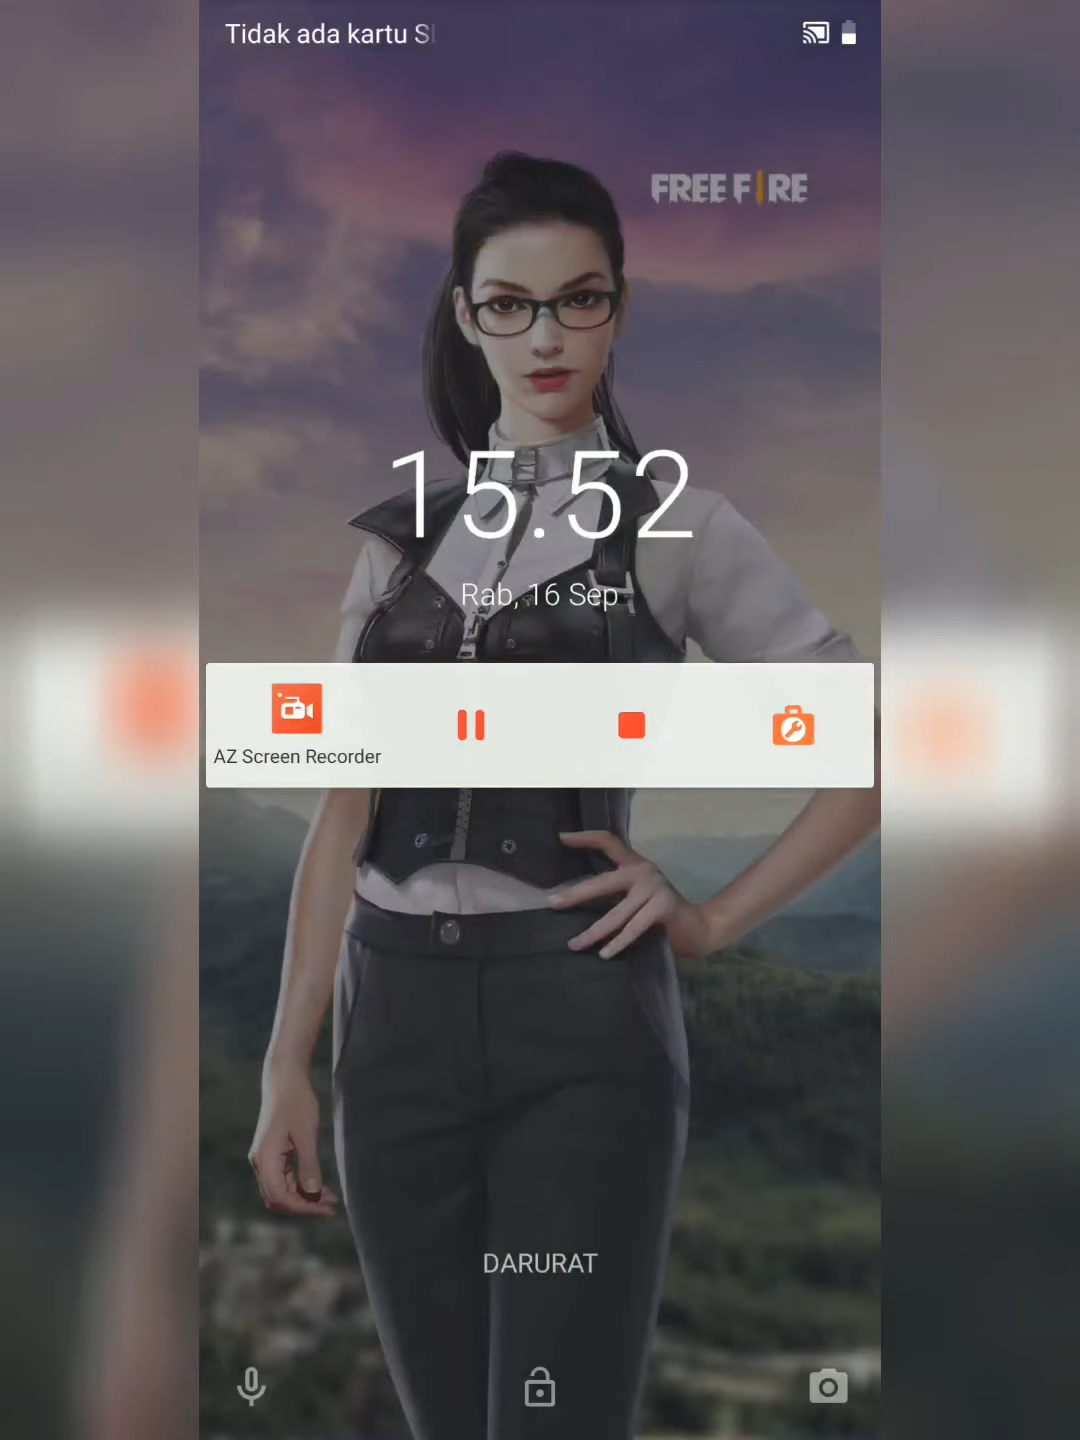 Tidak ada kartu
FREE FIRE
15.52
Rab, 16 Sep
AZ Screen Recorder
DARURAT